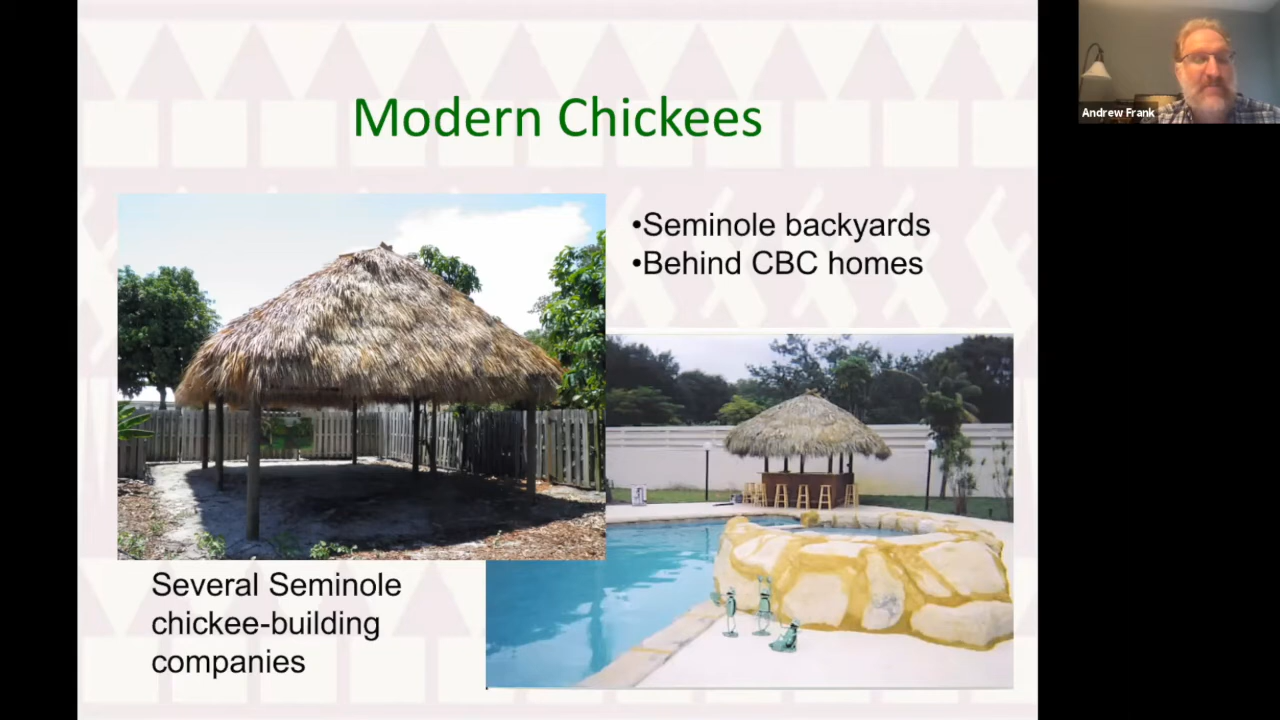 Modern Chickees
•Seminole backyards
•Behind CBC homes
Several Seminole
chickee-building
companies
Andrew Frank